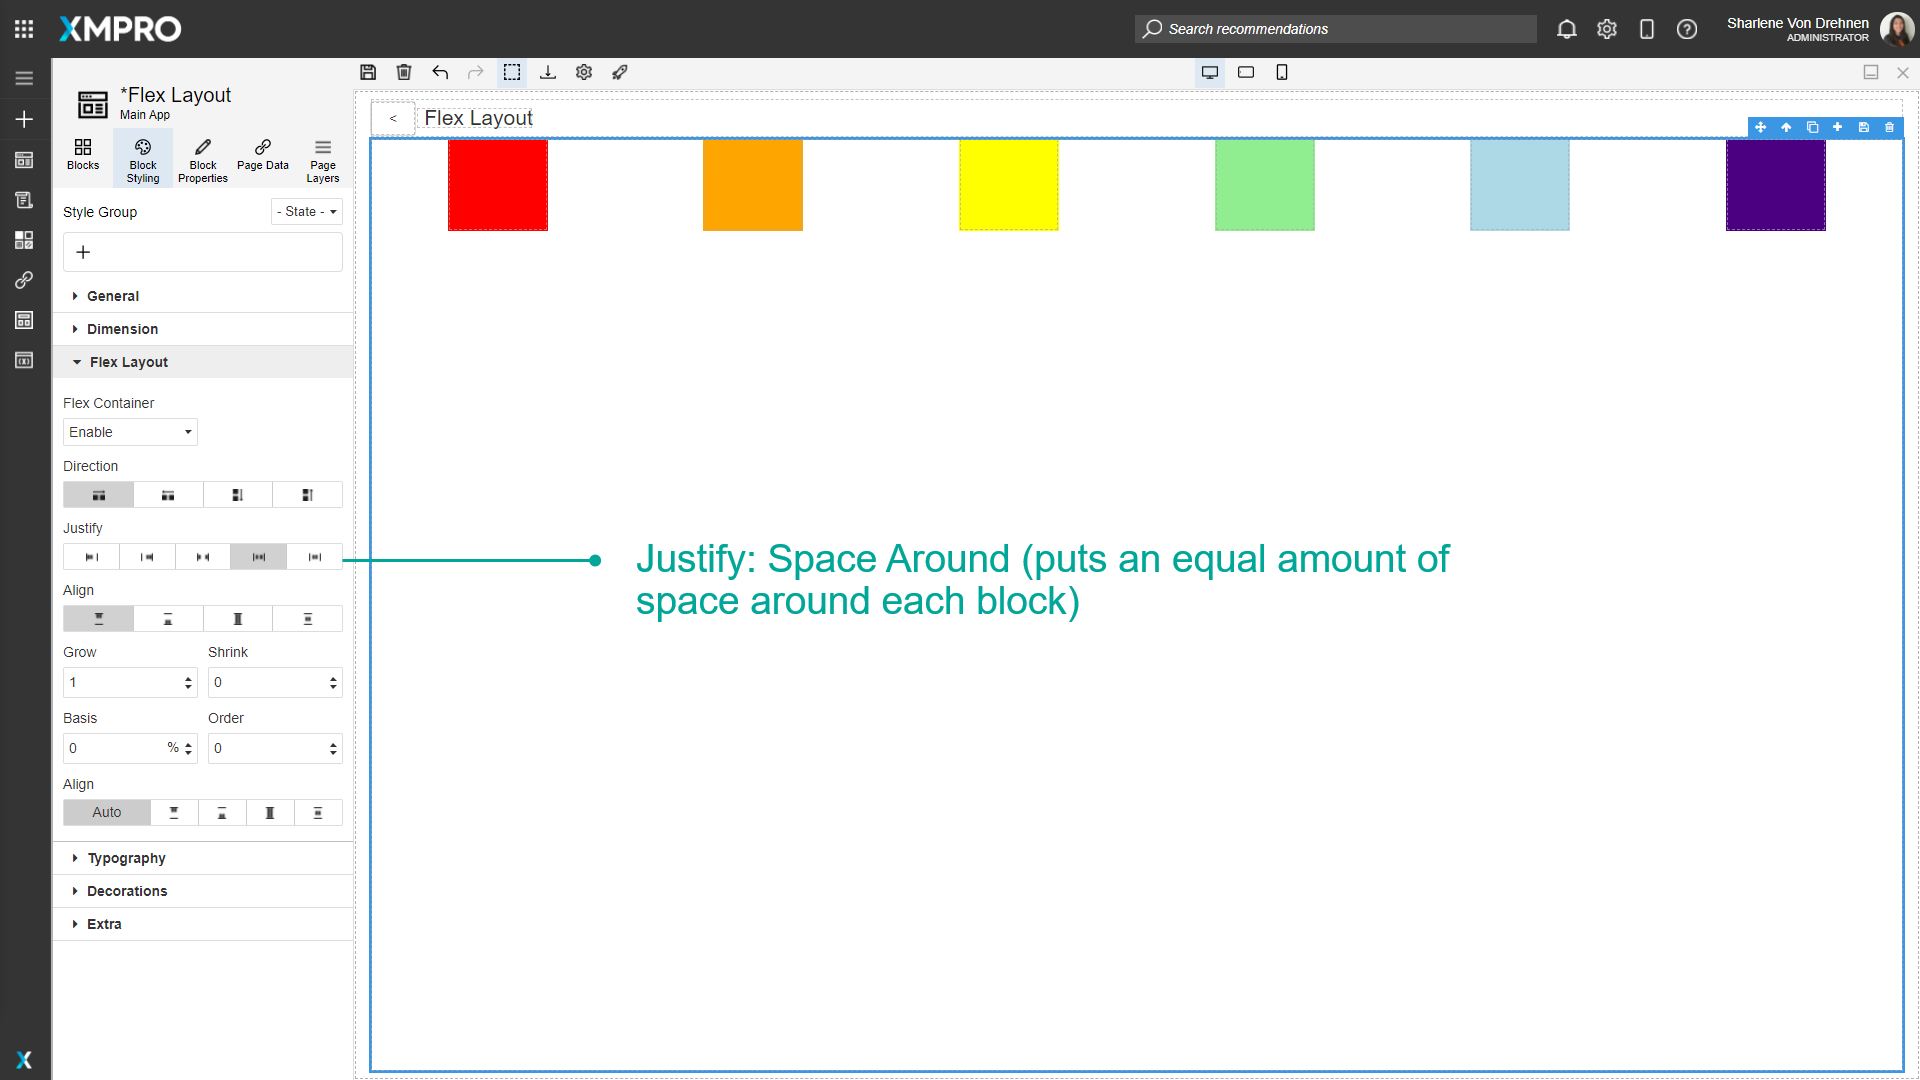 XMPRO
Search recommendations
Sharlene Von Drehnen
ADMINISTRATOR
*Flex Layout
Main App
Blocks
Block Styling
Block Properties
Page Data
Page Layers
< Flex Layout
Style Group
- State -
General
Dimension
Flex Layout
Flex Container
Enable
Direction
Justify
Justify: Space Around (puts an equal amount of
space around each block)
Align
Grow Shrink
1 0
Basis Order
0 % 0
Align
Auto
Typography
Decorations
Extra